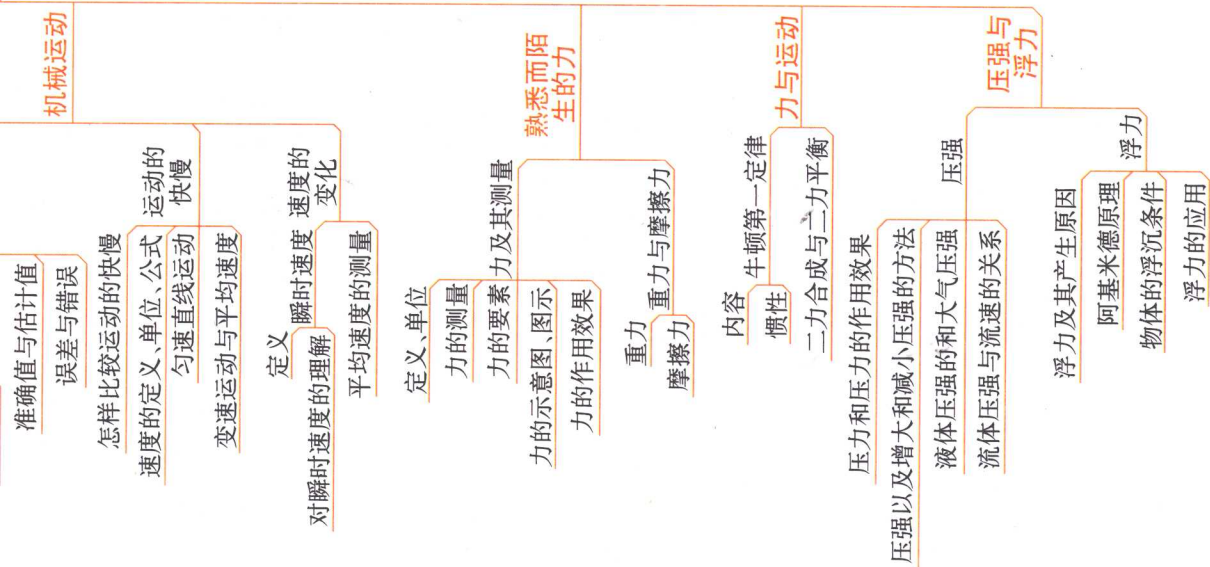 机械运动
准确值与估计值
误差与错误
运动的
快慢
怎样比较运动的快慢
速度的定义、单位、公式
匀速直线运动
变速运动与平均速度
速度的
变化
瞬时速度
定义
对瞬时速度的理解
平均速度的测量
熟悉而陌
生的力
力及其测量
定义、单位
力的测量
力的要素
力的示意图、图示
力的作用效果
重力与摩擦力
重力
摩擦力
力与运动
牛顿第一定律
内容
惯性
二力合成与二力平衡
压强与
浮力
压强
压力和压力的作用效果
压强以及增大和减小压强的方法
液体压强的和大气压强
流体压强与流速的关系
浮力
浮力及其产生原因
阿基米德原理
物体的浮沉条件
浮力的应用